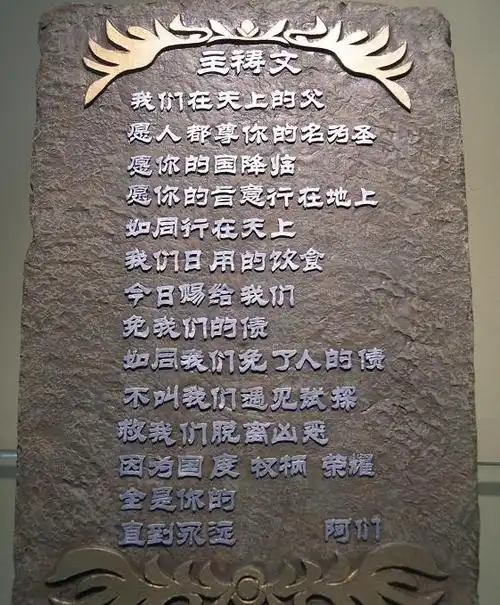 主祷文
我们在天上的父
愿人都尊你的名为圣
愿你的国降临
愿你的旨意行在地上
如同行在天上
我们日用的饮食
今日赐给我们
免我们的债
如同我们免了人的债
不叫我们遇见试探
救我们脱离凶恶
因为国度 权柄 荣耀
全是你的
直到永远 阿们